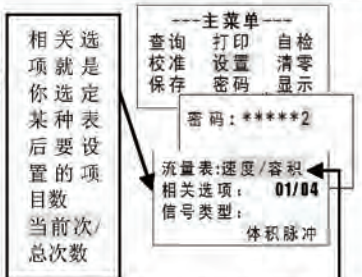 相关选
项就是
你选定
某种表
后要设
置的项
目数
当前次/
总次数
---主菜单---
查询 打印 自检
校准 设置 清零
保存 密码 显示
密码：*****2
流量表:速度/容积
相关选项： 01/04
信号类型：
体积脉冲